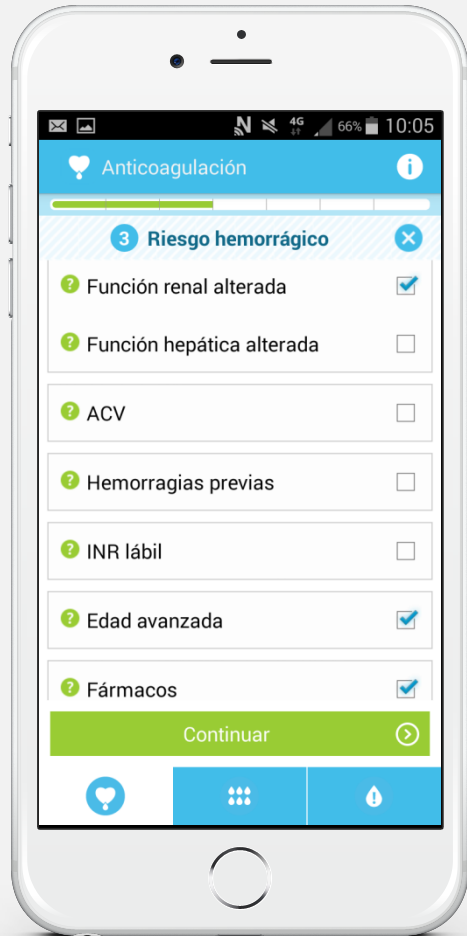 4G
66%
10:05
Anticoagulación
i
3 Riesgo hemorrágico
? Función renal alterada
? Función hepática alterada
? ACV
? Hemorragias previas
? INR lábil
? Edad avanzada
? Fármacos
Continuar
!